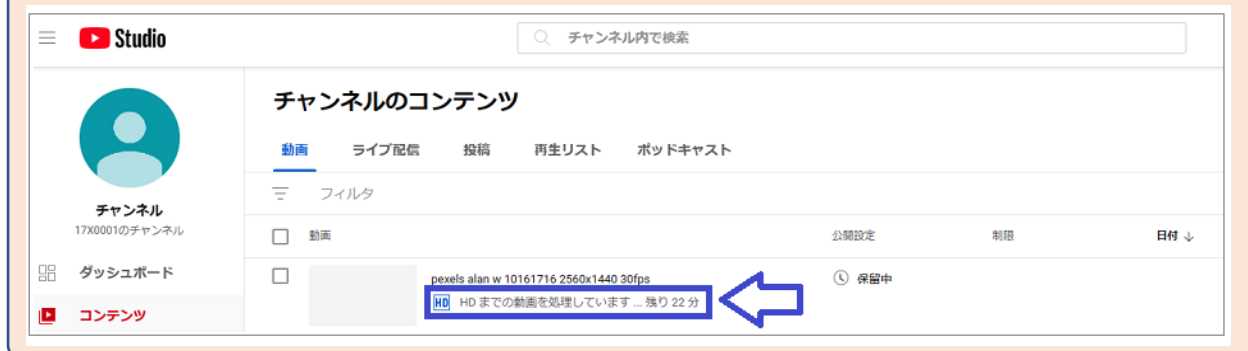 Studio
チャンネル内で検索
チャンネルのコンテンツ
動画 ライブ配信 投稿 再生リスト ポッドキャスト
フィルタ
チャンネル
17X0001のチャンネル
動画 公開設定 制限 日付 ↓
ダッシュボード
pexels alan w 10161716 2560x1440 30fps 保留中
HD HD までの動画を処理しています ... 残り 22 分
コンテンツ